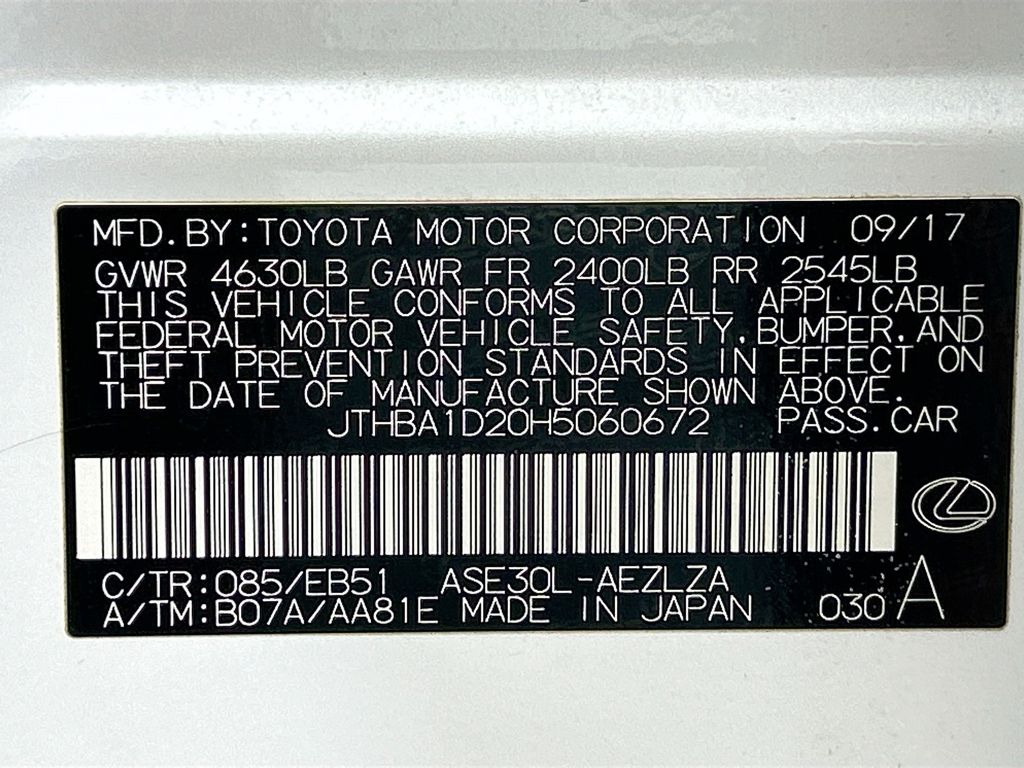 MFD. BY: TOYOTA MOTOR CORPORATION 09/17
GVWR 4630LB GAWR FR 2400LB RR 2545LB
THIS VEHICLE CONFORMS TO ALL APPLICABLE
FEDERAL MOTOR VEHICLE SAFETY, BUMPER, AND
THEFT PREVENTION STANDARDS IN EFFECT ON
THE DATE OF MANUFACTURE SHOWN ABOVE.
JTHBA1D20H5060672 PASS. CAR
C/TR: 085/EB51 ASE30L-AEZLZA
A/TM: B07A/AA81E MADE IN JAPAN 030 A